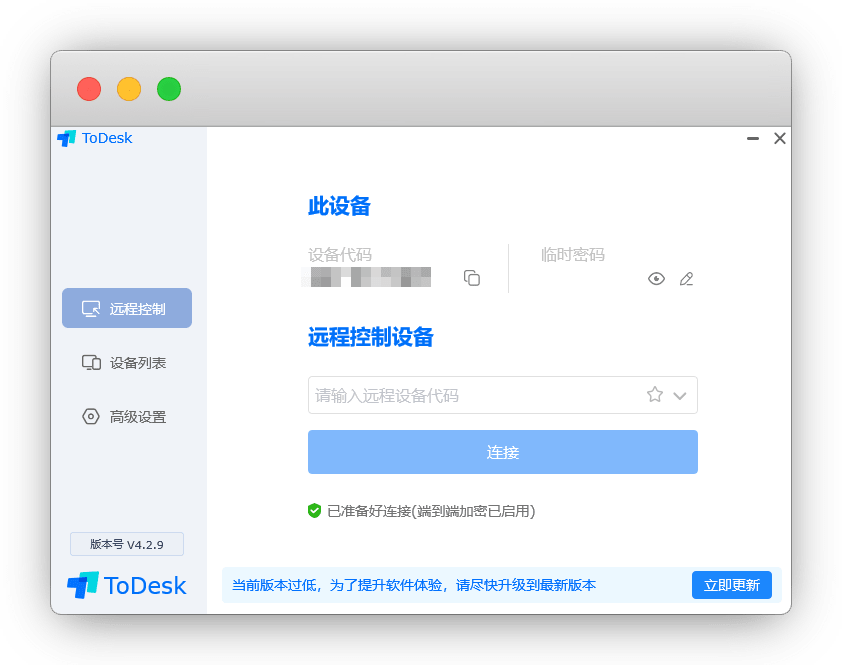 ToDesk
此设备
设备代码
临时密码
远程控制
远程控制设备
设备列表
请输入远程设备代码
高级设置
连接
已准备好连接(端到端加密已启用)
版本号 V4.2.9
ToDesk
当前版本过低，为了提升软件体验，请尽快升级到最新版本
立即更新